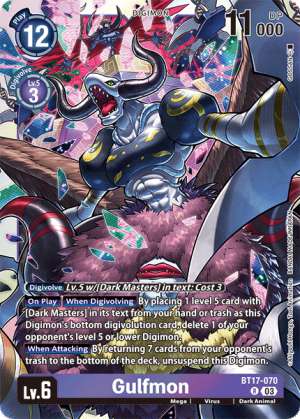 DIGIMON
Play
12
11000
DP
Lv.5
3
Digivolve Lv.5 w/[Dark Masters] in text: Cost 3
On Play When Digivolving By placing 1 level 5 card with
[Dark Masters] in its text from your hand or trash as this
Digimon's bottom digivolution card, delete 1 of your
opponent's level 5 or lower Digimon.
When Attacking By returning 7 cards from your opponent's
trash to the bottom of the deck, unsuspend this Digimon.
BT17-070
Lv.6
Gulfmon
R 03
Mega
Virus
Dark Animal